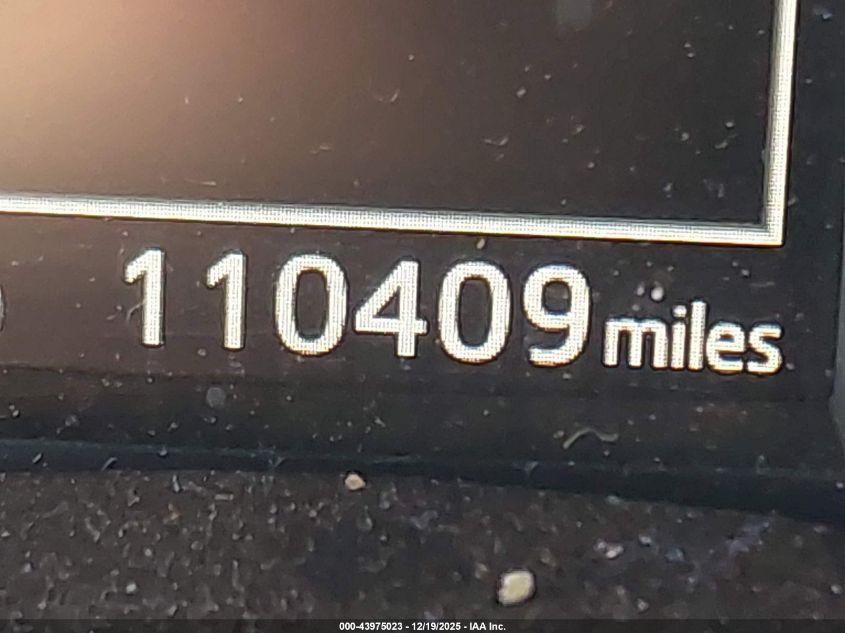 110409 miles
000-43975023 - 12/19/2025 - IAA Inc.